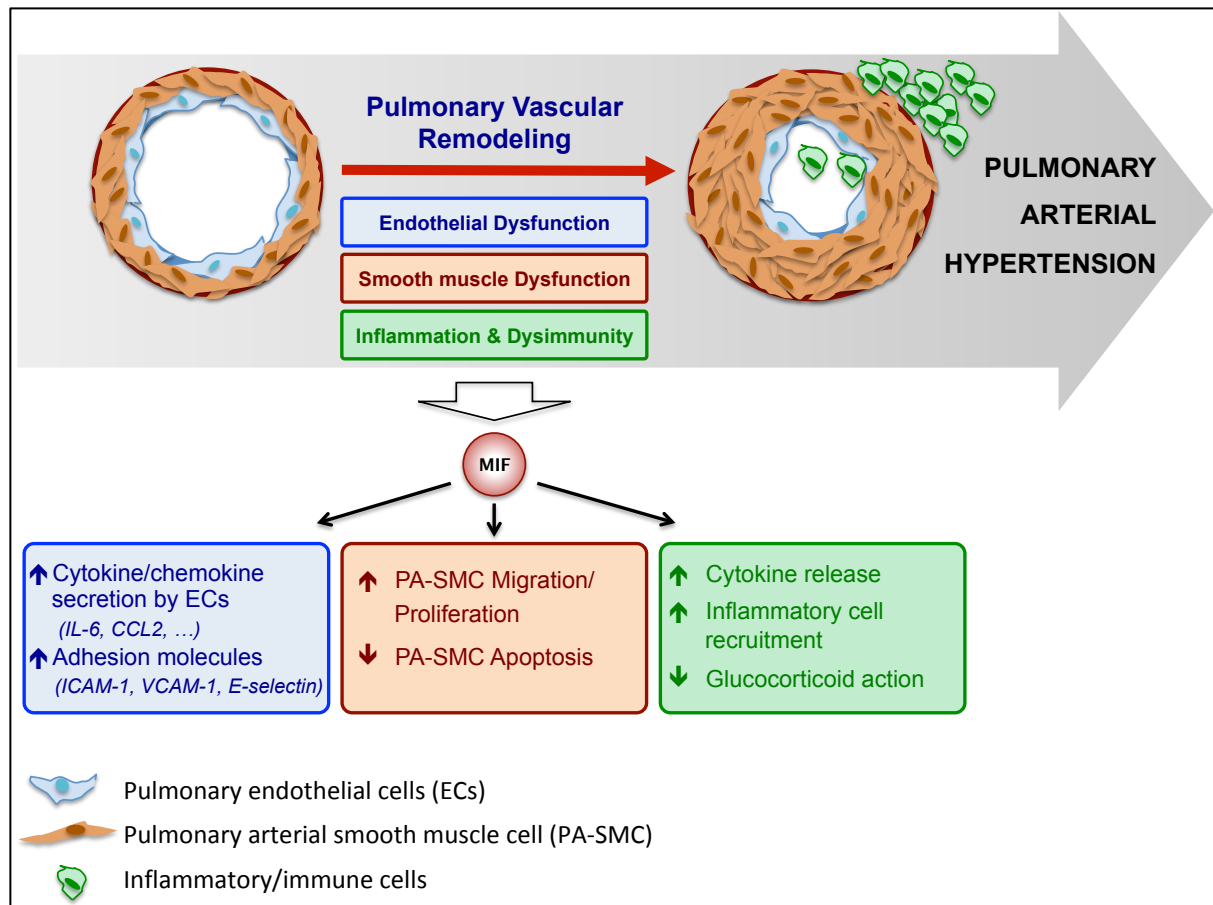 Pulmonary Vascular
Remodeling
Endothelial Dysfunction
Smooth muscle Dysfunction
Inflammation & Dysimmunity
PULMONARY
ARTERIAL
HYPERTENSION
MIF
↑ Cytokine/chemokine
secretion by ECs
(IL-6, CCL2, …)
↑ Adhesion molecules
(ICAM-1, VCAM-1, E-selectin)
↑ PA-SMC Migration/
Proliferation
↓ PA-SMC Apoptosis
↑ Cytokine release
↑ Inflammatory cell
recruitment
↓ Glucocorticoid action
Pulmonary endothelial cells (ECs)
Pulmonary arterial smooth muscle cell (PA-SMC)
Inflammatory/immune cells